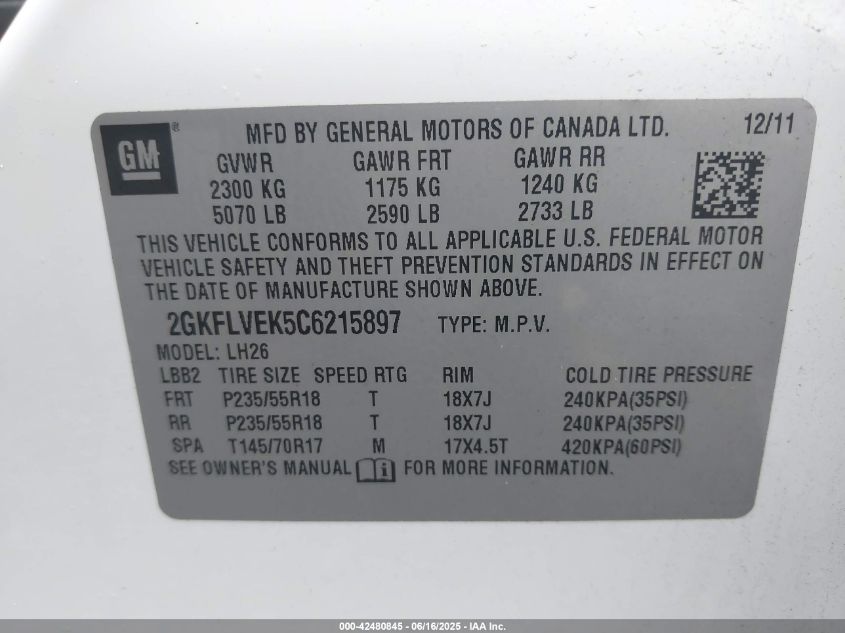 GM ® MFD BY GENERAL MOTORS OF CANADA LTD. 12/11
GVWR GAWR FRT GAWR RR
2300 KG 1175 KG 1240 KG
5070 LB 2590 LB 2733 LB
THIS VEHICLE CONFORMS TO ALL APPLICABLE U.S. FEDERAL MOTOR
VEHICLE SAFETY AND THEFT PREVENTION STANDARDS IN EFFECT ON
THE DATE OF MANUFACTURE SHOWN ABOVE.
2GKFLVEK5C6215897 TYPE: M.P.V.
MODEL: LH26
LBB2 TIRE SIZE SPEED RTG RIM COLD TIRE PRESSURE
FRT P235/55R18 T 18X7J 240KPA(35PSI)
RR P235/55R18 T 18X7J 240KPA(35PSI)
SPA T145/70R17 M 17X4.5T 420KPA(60PSI)
SEE OWNER'S MANUAL i FOR MORE INFORMATION.
000-42480845 - 06/16/2025 - IAA Inc.